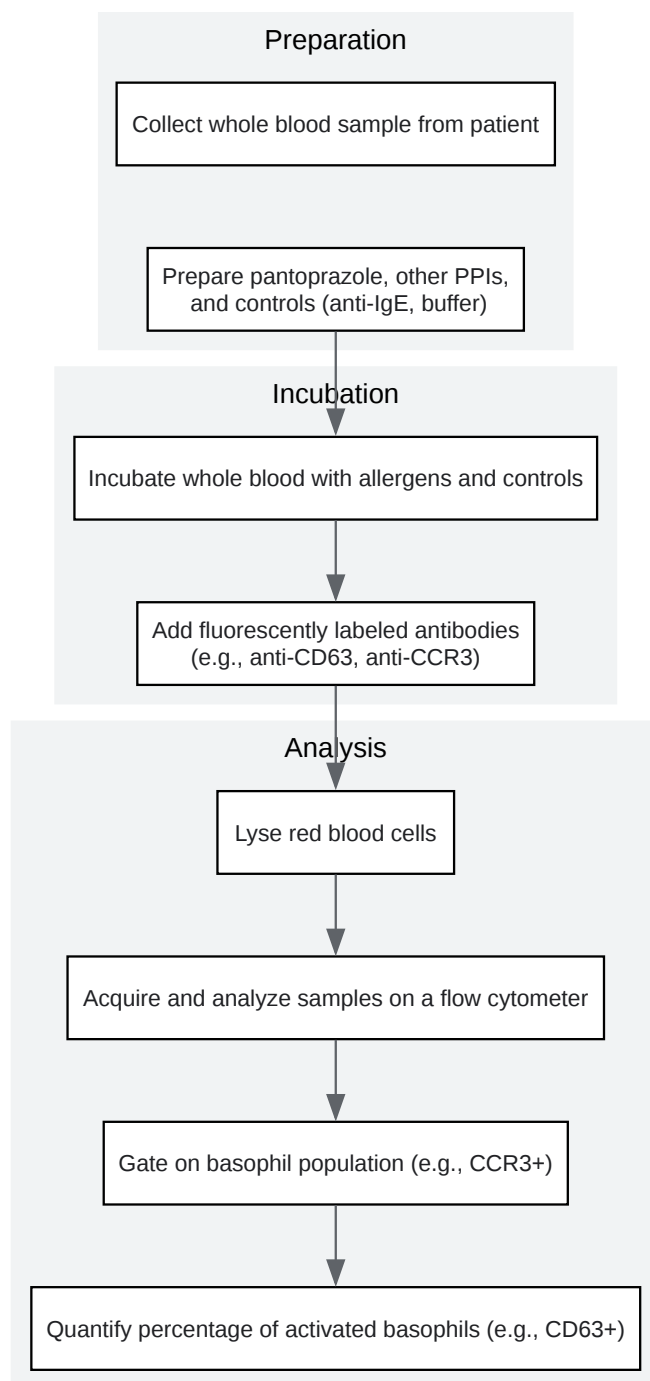 Preparation
Collect whole blood sample from patient
Prepare pantoprazole, other PPIs,
and controls (anti-IgE, buffer)
Incubation
Incubate whole blood with allergens and controls
Add fluorescently labeled antibodies
(e.g., anti-CD63, anti-CCR3)
Analysis
Lyse red blood cells
Acquire and analyze samples on a flow cytometer
Gate on basophil population (e.g., CCR3+)
Quantify percentage of activated basophils (e.g., CD63+)